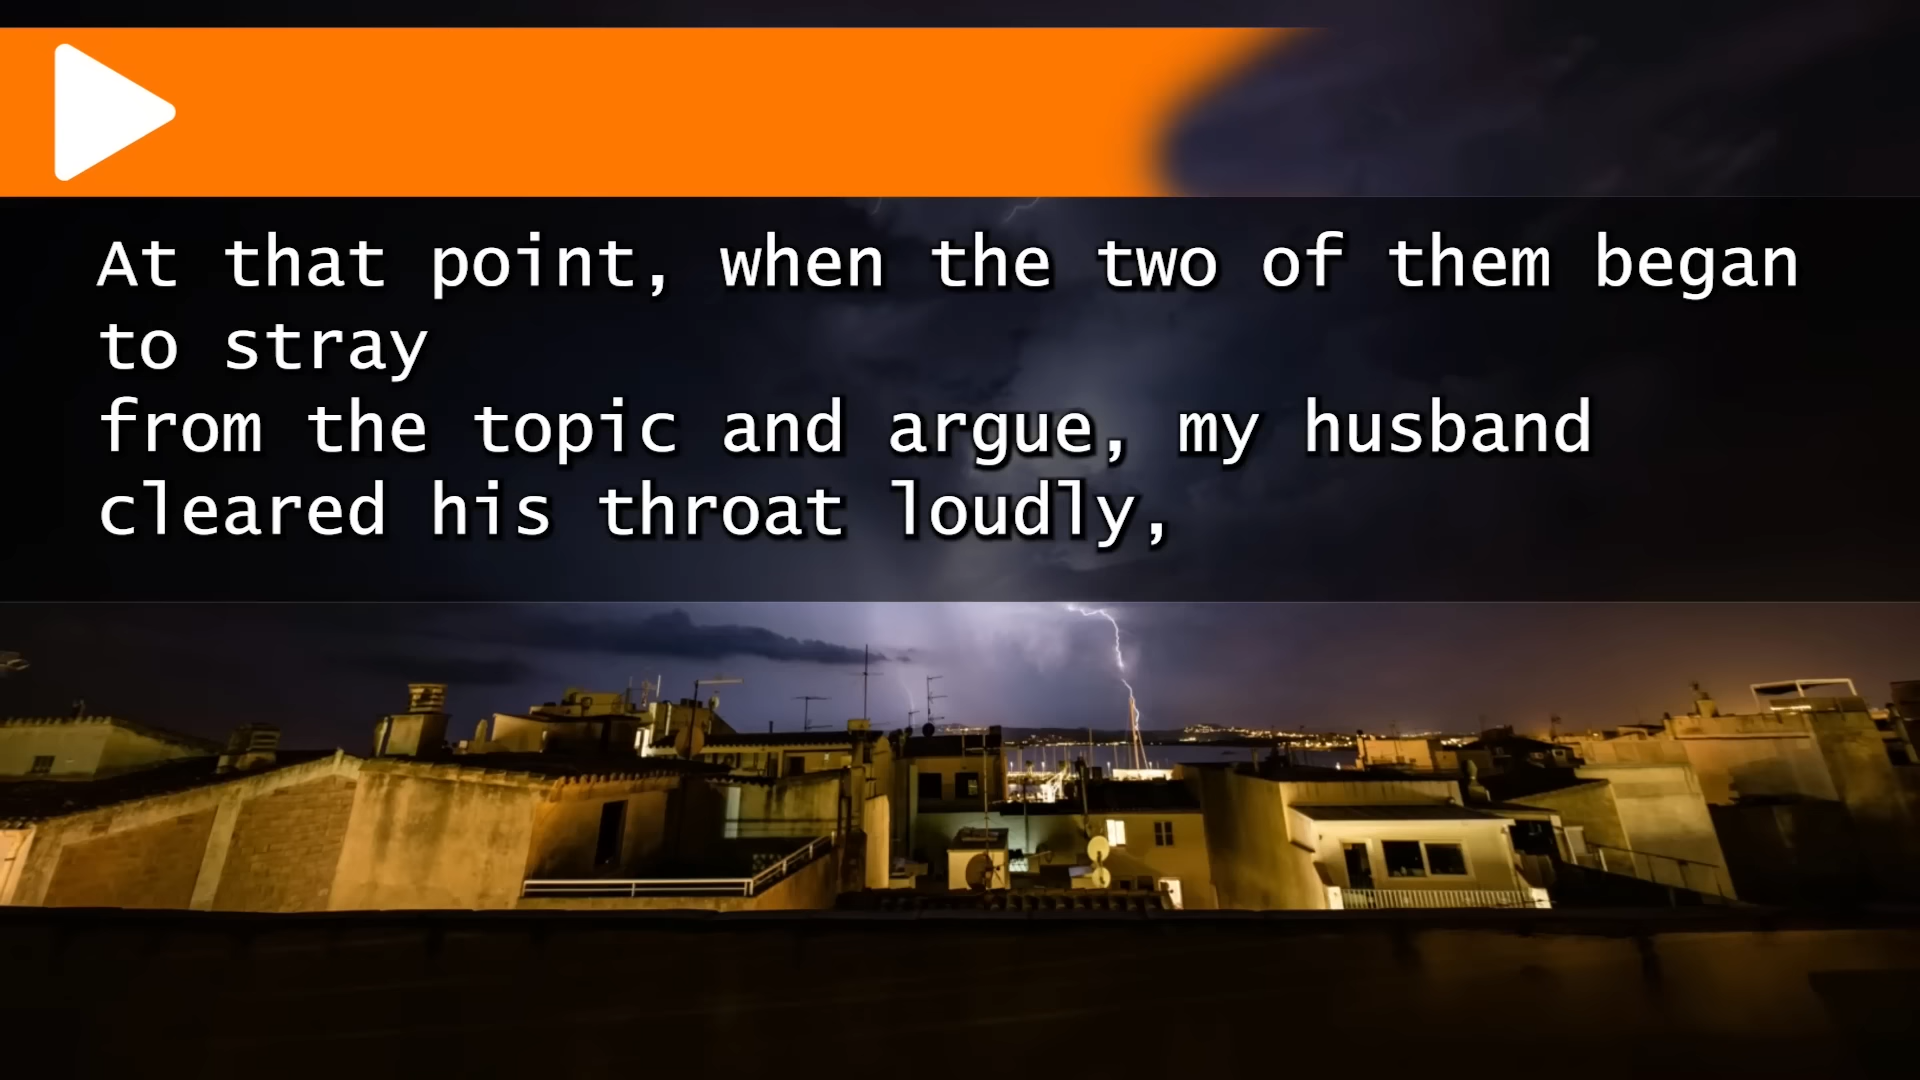 At that point, when the two of them began
to stray
from the topic and argue, my husband
cleared his throat loudly,